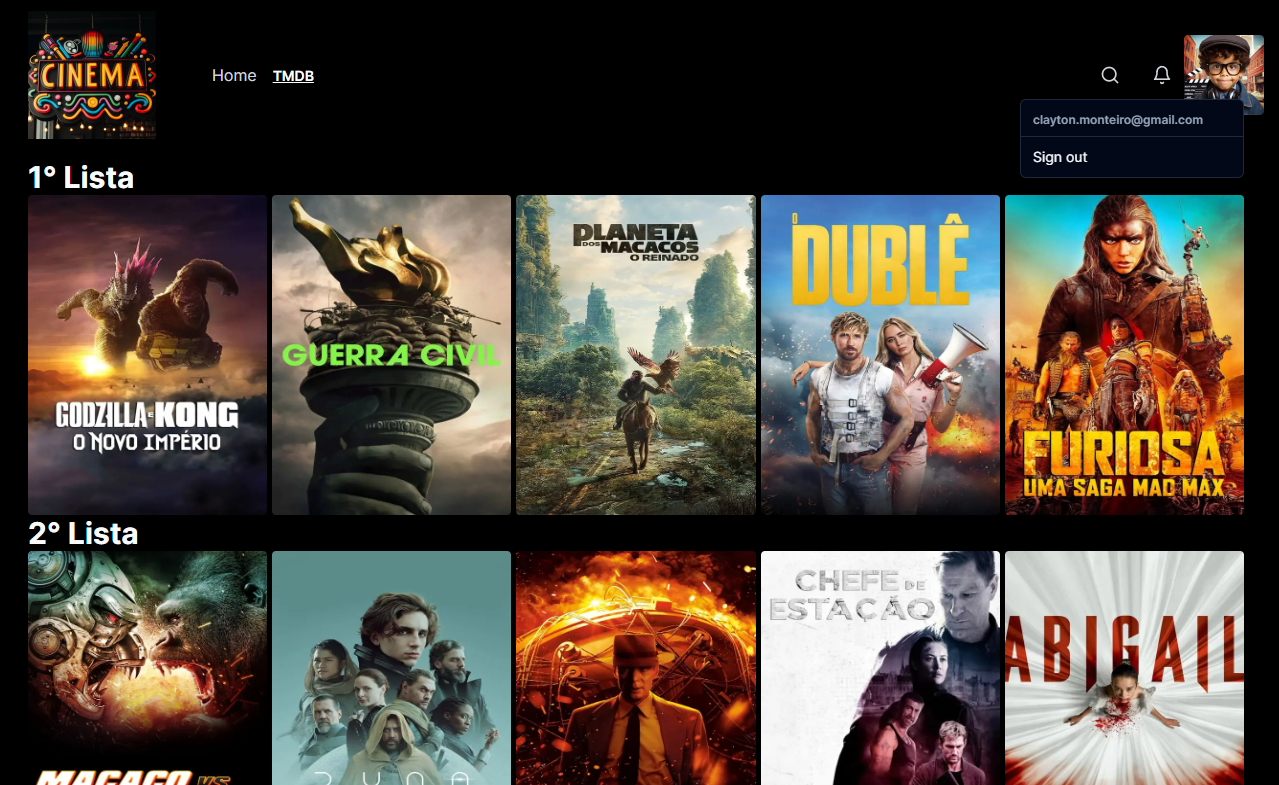 CINEMA
Home
TMDB
clayton.monteiro@gmail.com
Sign out
1° Lista
GODZILLA E KONG
O NOVO IMPÉRIO
GUERRA CIVIL
PLANETA
DOS MACACOS
O REINADO
O DUBLÊ
FURIOSA
UMA SAGA MAD MAX
2° Lista
MACACO VS
DUNA
CHEFE DE
ESTAÇÃO
ABIGAIL